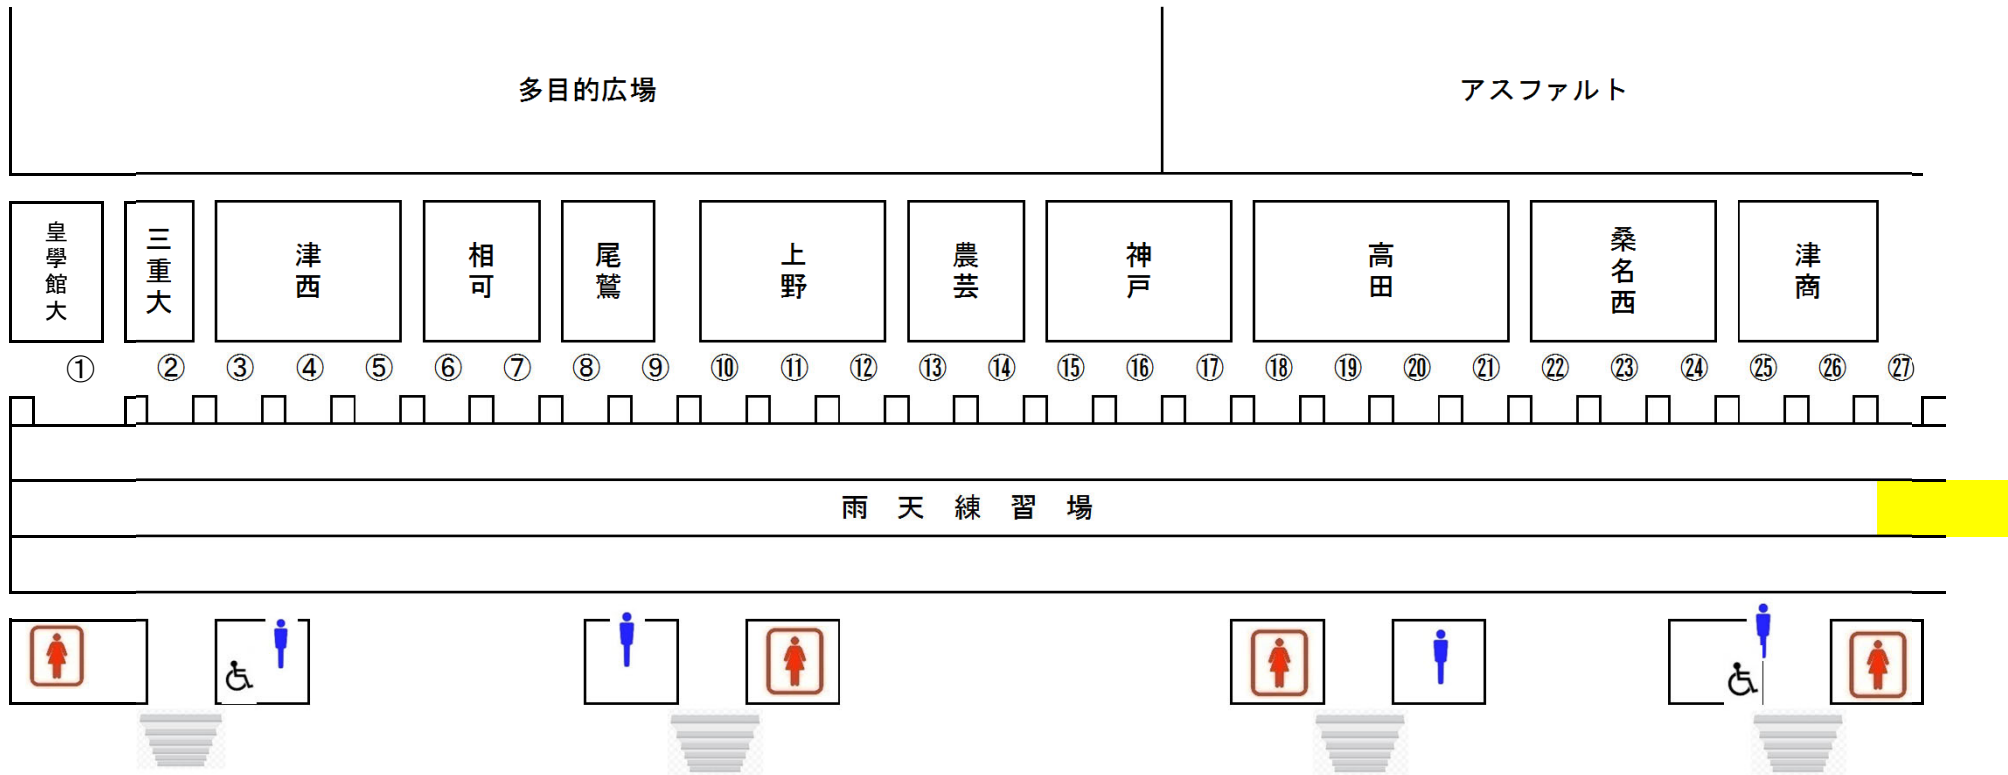 多目的広場
アスファルト
皇學館大
三重大
津西
相可
尾鷲
上野
農芸
神戸
高田
桑名西
津商
① ② ③ ④ ⑤ ⑥ ⑦ ⑧ ⑨ ⑩ ⑪ ⑫ ⑬ ⑭ ⑮ ⑯ ⑰ ⑱ ⑲ ⑳ ㉑ ㉒ ㉓ ㉔ ㉕ ㉖ ㉗
雨天練習場